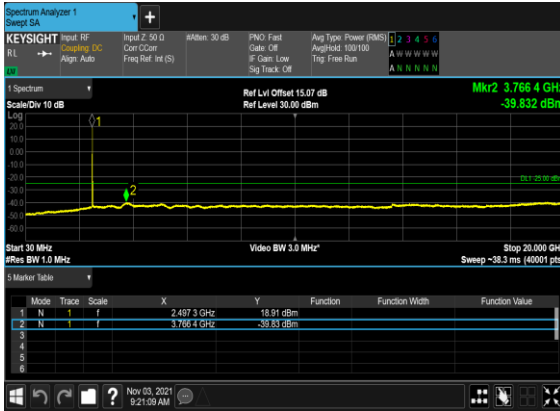 Spectrum Analyzer 1
Swept SA
KEYSIGHT Input: RF Input Z: 50 Ω #Atten: 30 dB PNO: Fast Avg Type: Power (RMS) 1 2 3 4 5 6
RL Coupling: DC Corr CCorr Gate: Off Avg|Hold: 100/100 A W W W W W
Align: Auto Freq Ref: Int (S) IF Gain: Low Trig: Free Run
Sig Track: Off A N N N N N
1 Spectrum
Ref Lvl Offset 15.07 dB Mkr2 3.766 4 GHz
Scale/Div 10 dB Ref Level 30.00 dBm -39.832 dBm
Log
20.0
10.0
0.00
-10.0
-20.0
-30.0
-40.0
-50.0
-60.0
1
2
Start 30 MHz Video BW 3.0 MHz* Stop 20.000 GH
#Res BW 1.0 MHz Sweep ~38.3 ms (40001 pts
5 Marker Table
Mode Trace Scale X Y Function Function Width Function Value
1 N 1 f 2.497 3 GHz 18.91 dBm
2 N 1 f 3.766 4 GHz -39.83 dBm
3
4
5
6
Nov 03, 2021
9:21:09 AM